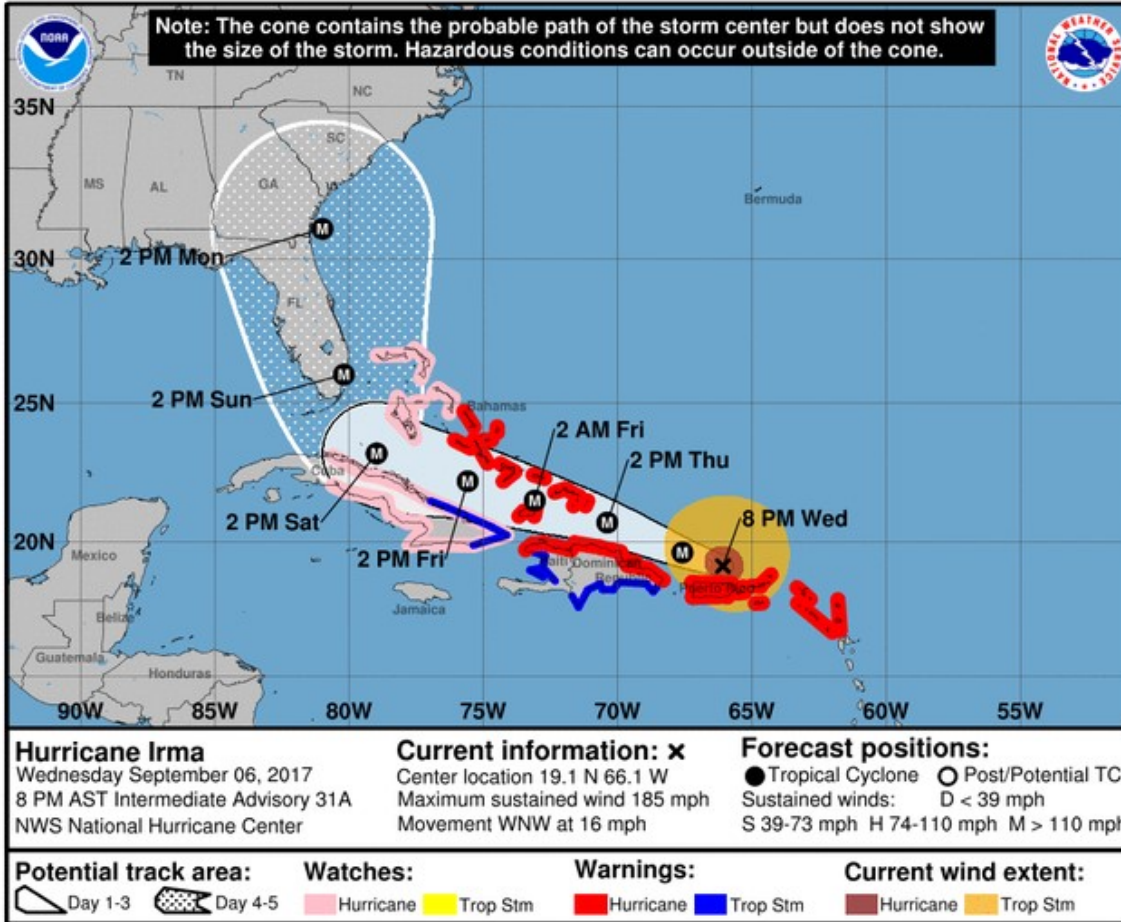 Note: The cone contains the probable path of the storm center but does not show
the size of the storm. Hazardous conditions can occur outside of the cone.
NOAA
NATIONAL WEATHER SERVICE
TN
NC
35N
SC
MS
AL
GA
Bermuda
2 PM Mon
30N
FL
2 PM Sun
25N
Bahamas
2 AM Fri
Cuba
2 PM Thu
2 PM Sat
8 PM Wed
2 PM Fri
20N
Mexico
Haiti
Dominican
Republic
Puerto Rico
Jamaica
Belize
Guatemala
Honduras
M
M
M
M
M
M
M
90W
85W
80W
75W
70W
65W
60W
55W
Hurricane Irma
Wednesday September 06, 2017
8 PM AST Intermediate Advisory 31A
NWS National Hurricane Center
Current information: x
Center location 19.1 N 66.1 W
Maximum sustained wind 185 mph
Movement WNW at 16 mph
Forecast positions:
Tropical Cyclone
Post/Potential TC
Sustained winds: D < 39 mph
S 39-73 mph H 74-110 mph M > 110 mph
Potential track area:
Day 1-3
Day 4-5
Watches:
Hurricane
Trop Stm
Warnings:
Hurricane
Trop Stm
Current wind extent:
Hurricane
Trop Stm